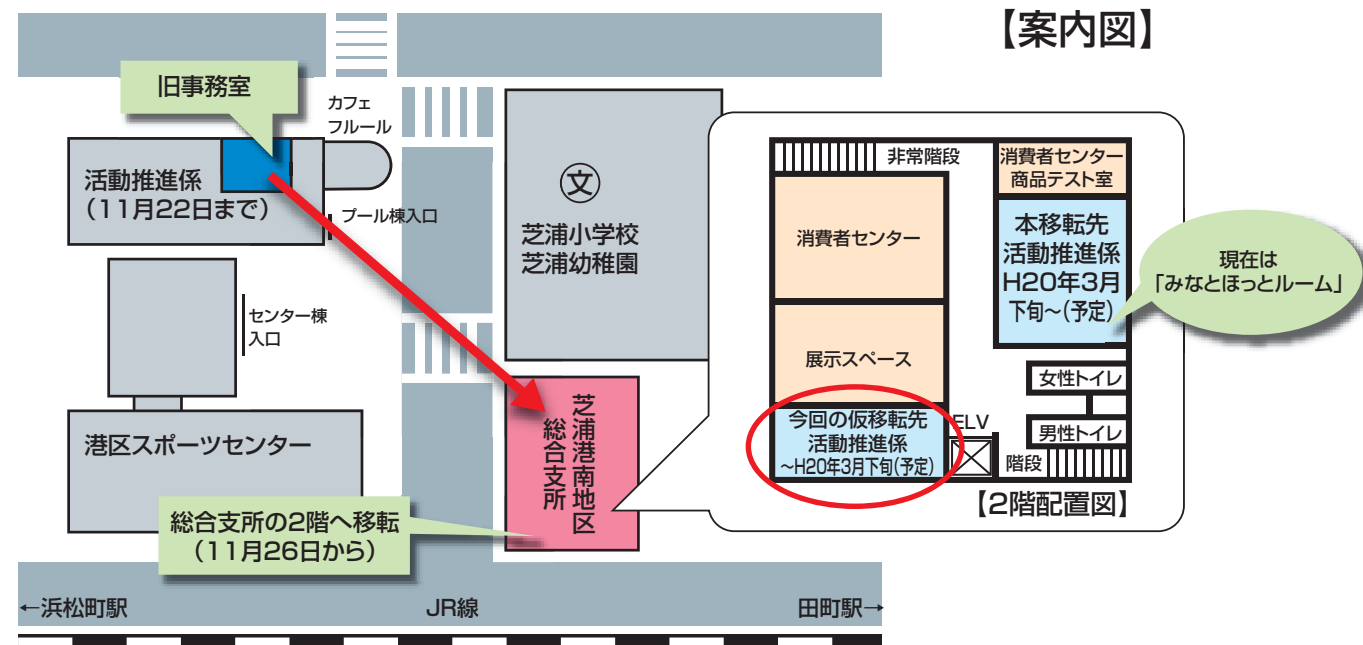 【案内図】
旧事務室
カフェ
フルール
活動推進係
（11月22日まで）
プール棟入口
センター棟
入口
港区スポーツセンター
文
芝浦小学校
芝浦幼稚園
芝浦港南地区
総合支所
総合支所の2階へ移転
（11月26日から）
非常階段
消費者センター
商品テスト室
消費者センター
本移転先
活動推進係
H20年3月
下旬～(予定)
現在は
「みなとほっとルーム」
展示スペース
女性トイレ
今回の仮移転先
活動推進係
～H20年3月下旬(予定)
ELV
男性トイレ
階段
【2階配置図】
←浜松町駅
JR線
田町駅→